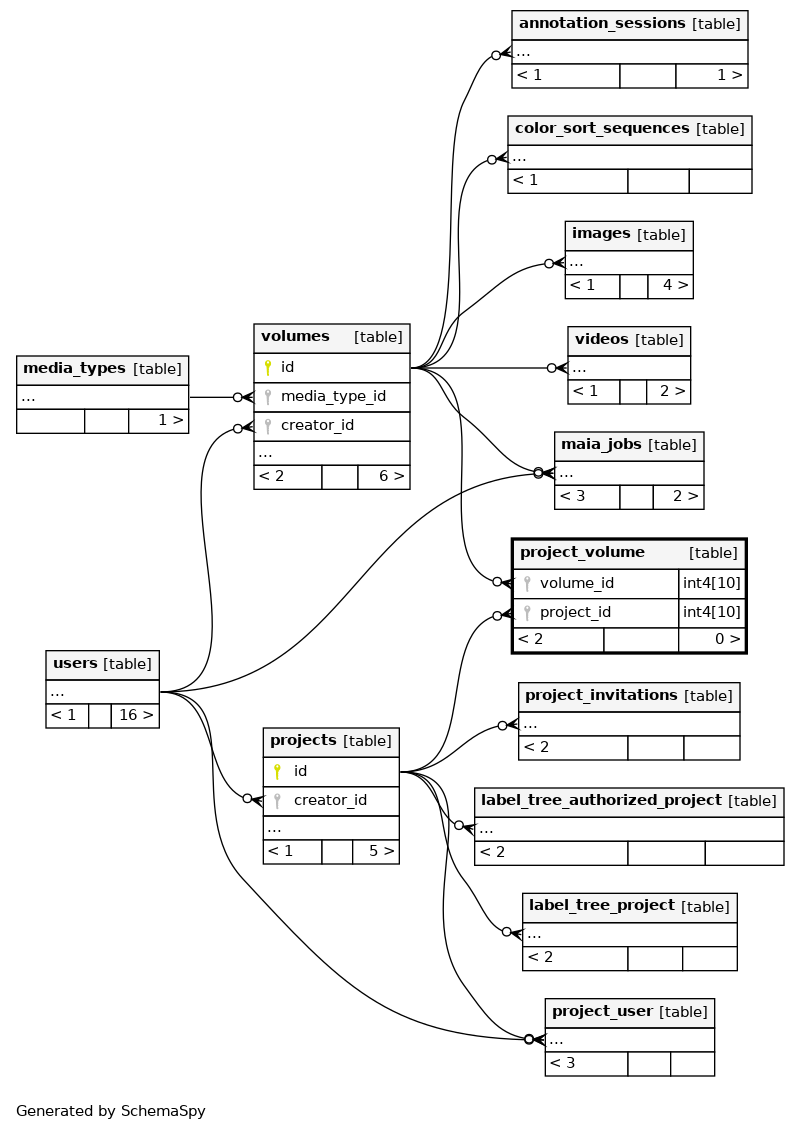 annotation_sessions [table]
...
< 1 1 >
color_sort_sequences [table]
...
< 1
images [table]
...
< 1 4 >
volumes [table]
id
media_type_id
creator_id
...
< 2 6 >
videos [table]
...
< 1 2 >
media_types [table]
...
1 >
maia_jobs [table]
...
< 3 2 >
project_volume [table]
volume_id int4[10]
project_id int4[10]
< 2 0 >
users [table]
...
< 1 16 >
project_invitations [table]
...
< 2
projects [table]
id
creator_id
...
< 1 5 >
label_tree_authorized_project [table]
...
< 2
label_tree_project [table]
...
< 2
project_user [table]
...
< 3
Generated by SchemaSpy